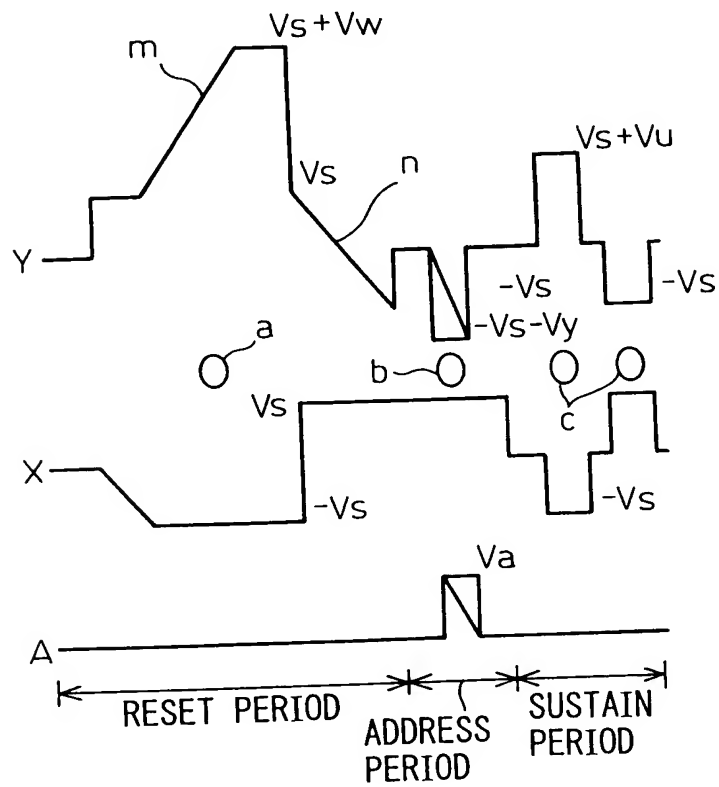 Vs+Vw
m
Vs+Vu
Vs
n
Y
-Vs
-Vs
-Vs-Vy
a
b
c
Vs
X
-Vs
-Vs
Va
A
RESET PERIOD
ADDRESS
PERIOD
SUSTAIN
PERIOD